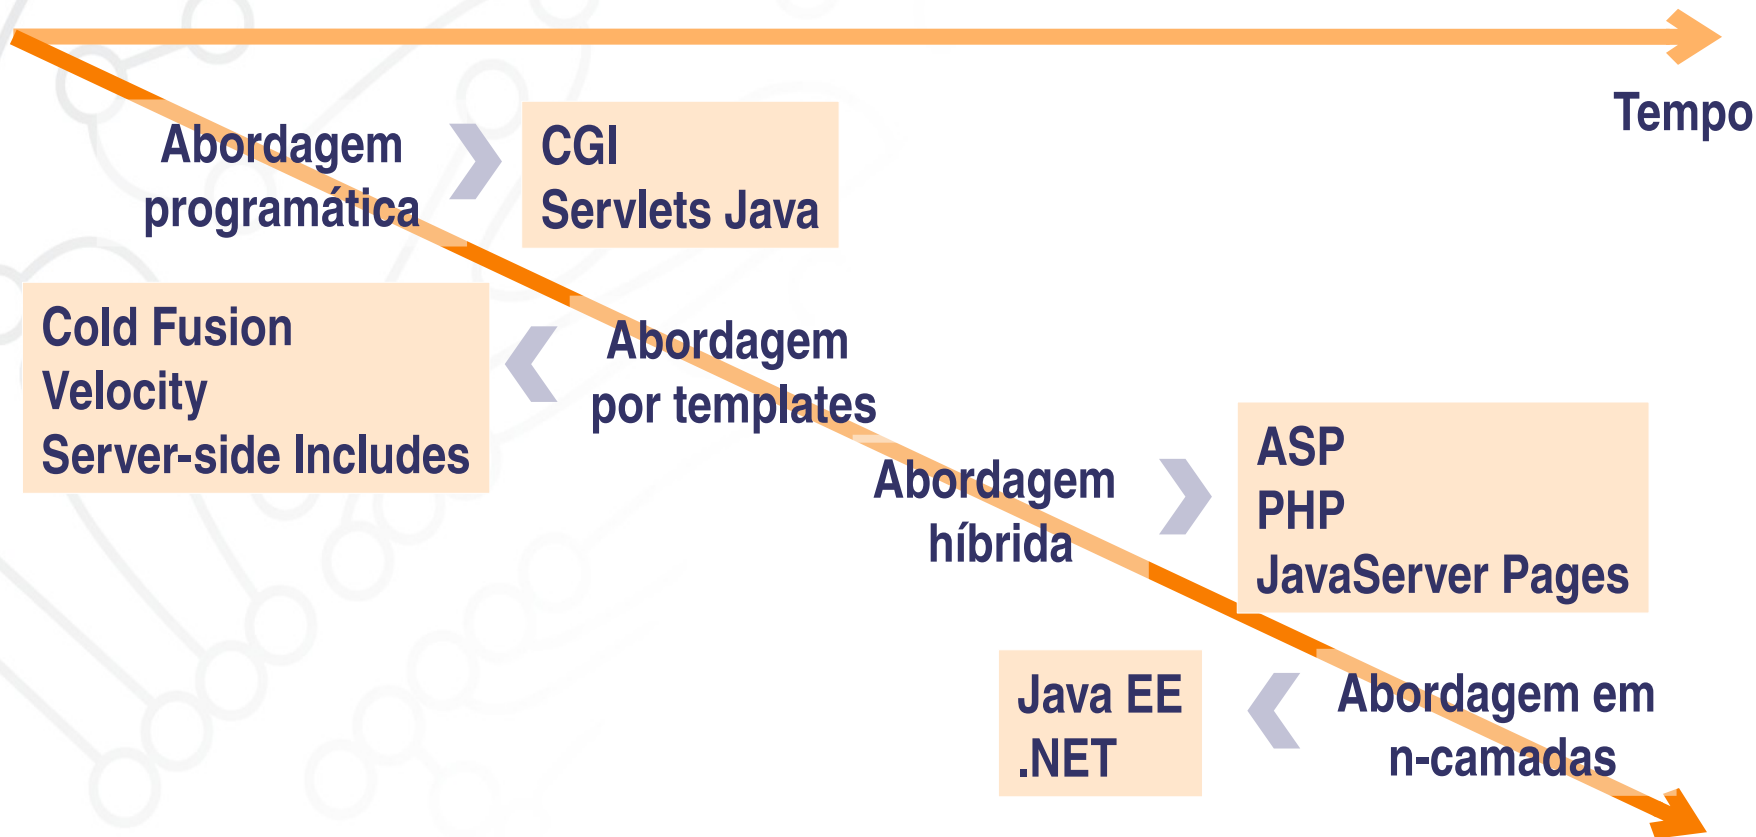 Tempo
Abordagem
programática
CGI
Servlets Java
Cold Fusion
Velocity
Server-side Includes
Abordagem
por templates
Abordagem
híbrida
ASP
PHP
JavaServer Pages
Java EE
.NET
Abordagem em
n-camadas